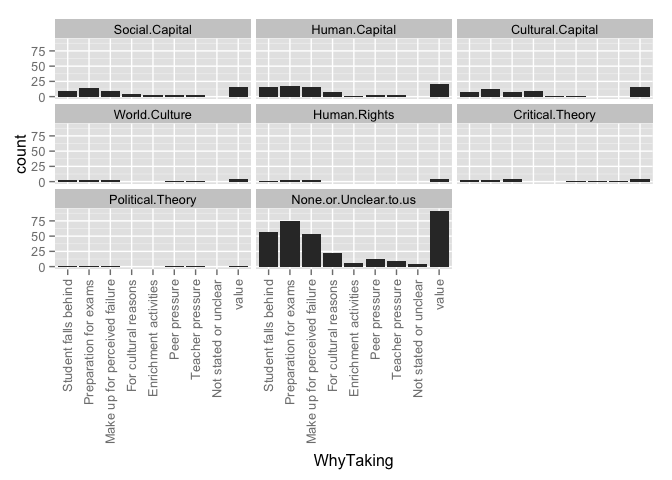 Social.Capital
Human.Capital
Cultural.Capital
75
50
25
0
World.Culture
Human.Rights
Critical.Theory
75
50
25
0
Political.Theory
None.or.Unclear.to.us
75
50
25
0
count
Student falls behind
Preparation for exams
Make up for perceived failure
For cultural reasons
Enrichment activities
Peer pressure
Teacher pressure
Not stated or unclear
value
Student falls behind
Preparation for exams
Make up for perceived failure
For cultural reasons
Enrichment activities
Peer pressure
Teacher pressure
Not stated or unclear
value
WhyTaking